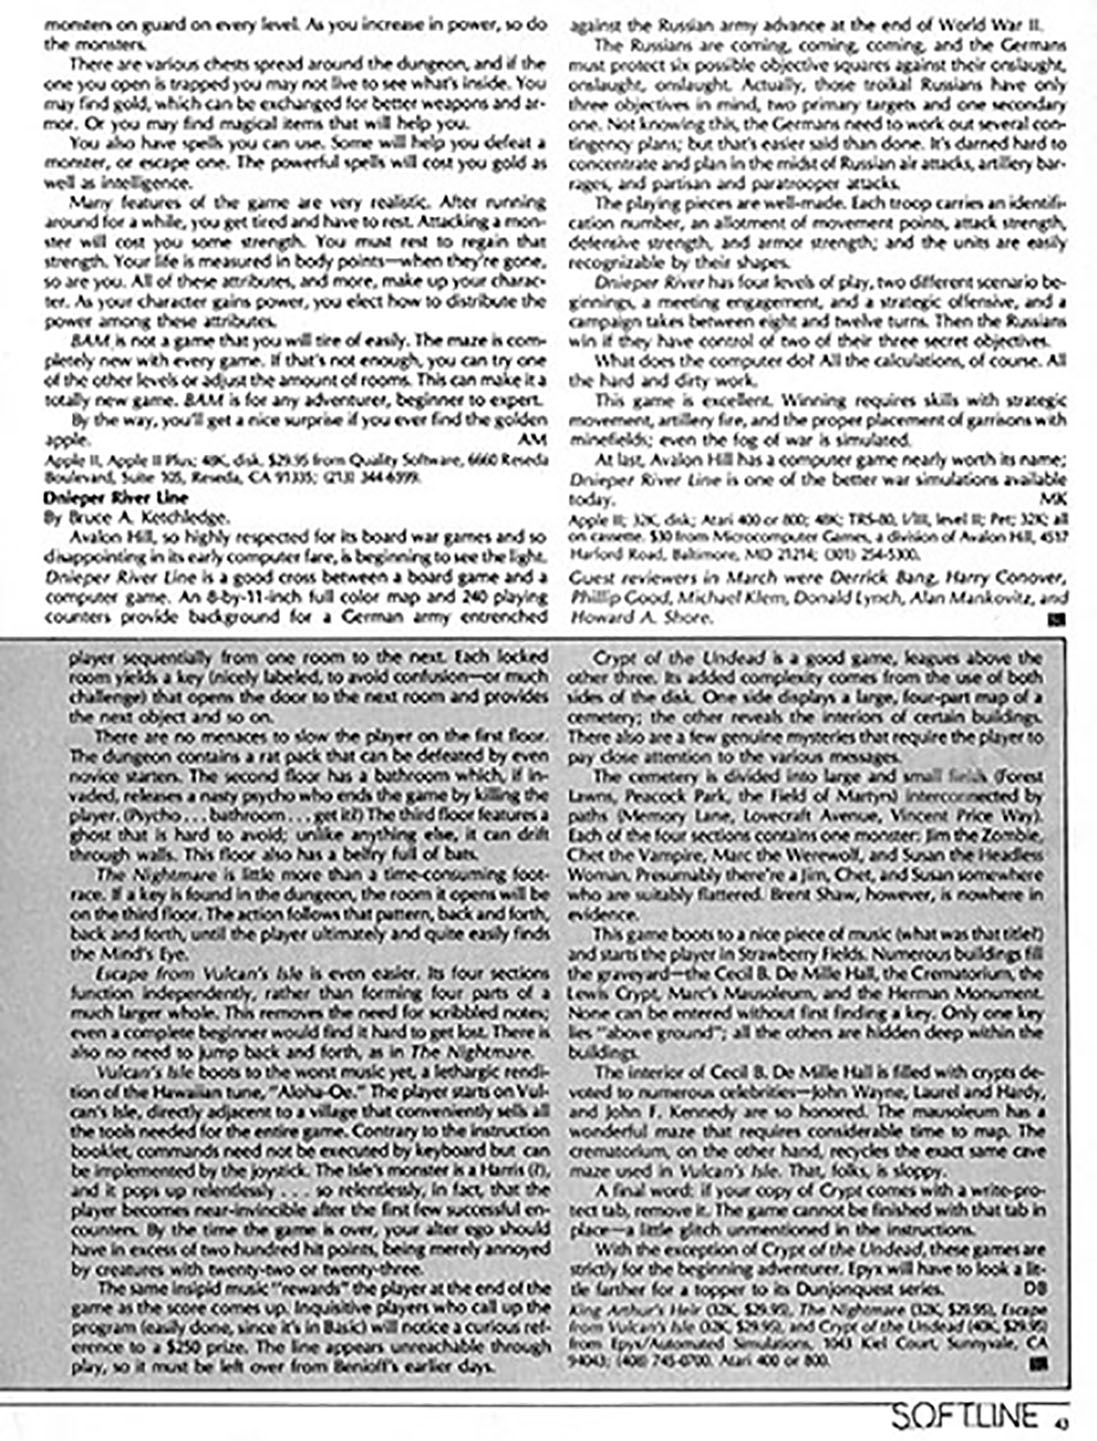 monsters on guard on every level. As you increase in power, so do
the monsters.
There are various chests spread around the dungeon, and if the
one you open is trapped you may not live to see what's inside. You
may find gold, which can be exchanged for better weapons and ar-
mor. Or you may find magical items that will help you.
You also have spells you can use. Some will help you defeat a
monster, or escape one. The powerful spells will cost you gold as
well as intelligence.
Many features of the game are very realistic. After running
around for a while, you get tired and have to rest. Attacking a mon-
ster will cost you some strength. You must rest to regain that
strength. Your life is measured in body points—when they're gone,
so are you. All of these attributes, and more, make up your charac-
ter. As your character gains power, you elect how to distribute the
power among these attributes.
BAM is not a game that you will tire of easily. The maze is com-
pletely new with every game. If that's not enough, you can try one
of the other levels or adjust the amount of rooms. This can make it a
totally new game. BAM is for any adventurer, beginner to expert.
By the way, you'll get a nice surprise if you ever find the golden
apple. AM
Apple II, Apple II Plus; 48K, disk. $29.95 from Quality Software, 6660 Reseda
Boulevard, Suite 105, Reseda, CA 91335; (213) 344-6599.
Dnieper River Line
By Bruce A. Ketchledge.
Avalon Hill, so highly respected for its board war games and so
disappointing in its early computer fare, is beginning to see the light.
Dnieper River Line is a good cross between a board game and a
computer game. An 8-by-11-inch full color map and 240 playing
counters provide background for a German army entrenched
against the Russian army advance at the end of World War II.
The Russians are coming, coming, coming, and the Germans
must protect six possible objective squares against their onslaught,
onslaught, onslaught. Actually, those troikal Russians have only
three objectives in mind, two primary targets and one secondary
one. Not knowing this, the Germans need to work out several con-
tingency plans; but that's easier said than done. It's darned hard to
concentrate and plan in the midst of Russian air attacks, artillery bar-
rages, and partisan and paratrooper attacks.
The playing pieces are well-made. Each troop carries an identifi-
cation number, an allotment of movement points, attack strength,
defensive strength, and armor strength; and the units are easily
recognizable by their shapes.
Dnieper River has four levels of play, two different scenario be-
ginnings, a meeting engagement, and a strategic offensive, and a
campaign takes between eight and twelve turns. Then the Russians
win if they have control of two of their three secret objectives.
What does the computer do? All the calculations, of course. All
the hard and dirty work.
This game is excellent. Winning requires skills with strategic
movement, artillery fire, and the proper placement of garrisons with
minefields; even the fog of war is simulated.
At last, Avalon Hill has a computer game nearly worth its name;
Dnieper River Line is one of the better war simulations available
today. MK
Apple II; 32K, disk; Atari 400 or 800; 48K; TRS-80, I/III, level II; Pet; 32K; all
on cassette. $30 from Microcomputer Games, a division of Avalon Hill, 4517
Harford Road, Baltimore, MD 21214; (301) 254-5300.
Guest reviewers in March were Derrick Bang, Harry Conover,
Phillip Good, Michael Klem, Donald Lynch, Alan Mankovitz, and
Howard A. Shore.
player sequentially from one room to the next. Each locked
room yields a key (nicely labeled, to avoid confusion—or much
challenge) that opens the door to the next room and provides
the next object and so on.
There are no menaces to slow the player on the first floor.
The dungeon contains a rat pack that can be defeated by even
novice starters. The second floor has a bathroom which, if in-
vaded, releases a nasty psycho who ends the game by killing the
player. (Psycho . . . bathroom . . . get it?) The third floor features a
ghost that is hard to avoid; unlike anything else, it can drift
through walls. This floor also has a belfry full of bats.
The Nightmare is little more than a time-consuming foot-
race. If a key is found in the dungeon, the room it opens will be
on the third floor. The action follows that pattern, back and forth,
back and forth, until the player ultimately and quite easily finds
the Mind's Eye.
Escape from Vulcan's Isle is even easier. Its four sections
function independently, rather than forming four parts of a
much larger whole. This removes the need for scribbled notes;
even a complete beginner would find it hard to get lost. There is
also no need to jump back and forth, as in The Nightmare.
Vulcan's Isle boots to the worst music yet, a lethargic rendi-
tion of the Hawaiian tune, "Aloha-Oe." The player starts on Vul-
can's Isle, directly adjacent to a village that conveniently sells all
the tools needed for the entire game. Contrary to the instruction
booklet, commands need not be executed by keyboard but can
be implemented by the joystick. The Isle's monster is a Harris (?),
and it pops up relentlessly . . . so relentlessly, in fact, that the
player becomes near-invincible after the first few successful en-
counters. By the time the game is over, your alter ego should
have in excess of two hundred hit points, being merely annoyed
by creatures with twenty-two or twenty-three.
The same insipid music "rewards" the player at the end of the
game as the score comes up. Inquisitive players who call up the
program (easily done, since it's in Basic) will notice a curious ref-
erence to a $250 prize. The line appears unreachable through
play, so it must be left over from Benioff's earlier days.
Crypt of the Undead is a good game, leagues above the
other three. Its added complexity comes from the use of both
sides of the disk. One side displays a large, four-part map of a
cemetery; the other reveals the interiors of certain buildings.
There also are a few genuine mysteries that require the player to
pay close attention to the various messages.
The cemetery is divided into large and small fields (Forest
Lawns, Peacock Park, the Field of Martyrs) interconnected by
paths (Memory Lane, Lovecraft Avenue, Vincent Price Way).
Each of the four sections contains one monster: Jim the Zombie,
Chet the Vampire, Marc the Werewolf, and Susan the Headless
Woman. Presumably there're a Jim, Chet, and Susan somewhere
who are suitably flattered. Brent Shaw, however, is nowhere in
evidence.
This game boots to a nice piece of music (what was that title?)
and starts the player in Strawberry Fields. Numerous buildings fill
the graveyard—the Cecil B. De Mille Hall, the Crematorium, the
Lewis Crypt, Marc's Mausoleum, and the Herman Monument.
None can be entered without first finding a key. Only one key
lies "above ground"; all the others are hidden deep within the
buildings.
The interior of Cecil B. De Mille Hall is filled with crypts de-
voted to numerous celebrities—John Wayne, Laurel and Hardy,
and John F. Kennedy are so honored. The mausoleum has a
wonderful maze that requires considerable time to map. The
crematorium, on the other hand, recycles the exact same cave
maze used in Vulcan's Isle. That, folks, is sloppy.
A final word: if your copy of Crypt comes with a write-pro-
tect tab, remove it. The game cannot be finished with that tab in
place—a little glitch unmentioned in the instructions.
With the exception of Crypt of the Undead, these games are
strictly for the beginning adventurer. Epyx will have to look a lit-
tle farther for a topper to its Dunjonquest series. DB
King Arthur's Heir (32K, $29.95), The Nightmare (32K, $29.95), Escape
from Vulcan's Isle (32K, $29.95), and Crypt of the Undead (40K, $29.95)
from Epyx/Automated Simulations, 1043 Kiel Court, Sunnyvale, CA
94043; (408) 745-0700. Atari 400 or 800.
SOFTLINE 43